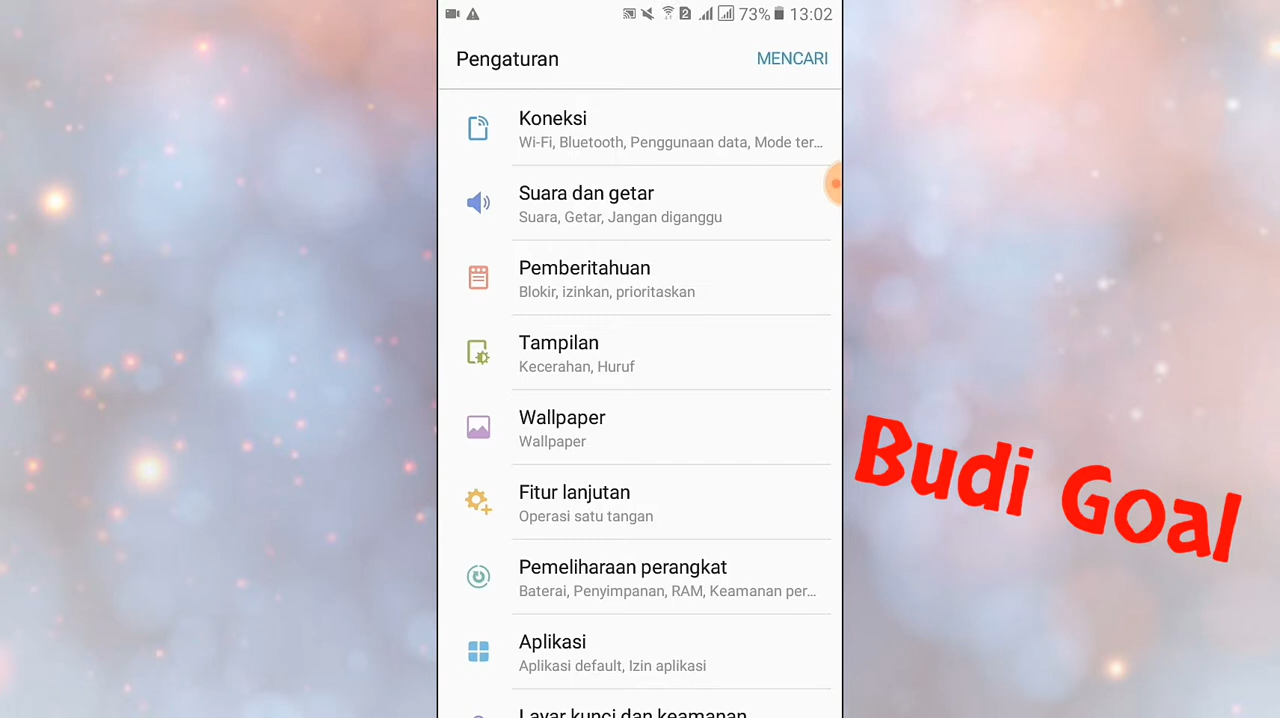 73% 13:02
Pengaturan MENCARI
Koneksi
Wi-Fi, Bluetooth, Penggunaan data, Mode ter...
Suara dan getar
Suara, Getar, Jangan diganggu
Pemberitahuan
Blokir, izinkan, prioritaskan
Tampilan
Kecerahan, Huruf
Wallpaper
Wallpaper
Fitur lanjutan
Operasi satu tangan
Pemeliharaan perangkat
Baterai, Penyimpanan, RAM, Keamanan per...
Aplikasi
Aplikasi default, Izin aplikasi
Layar kunci dan keamanan
Budi Goal